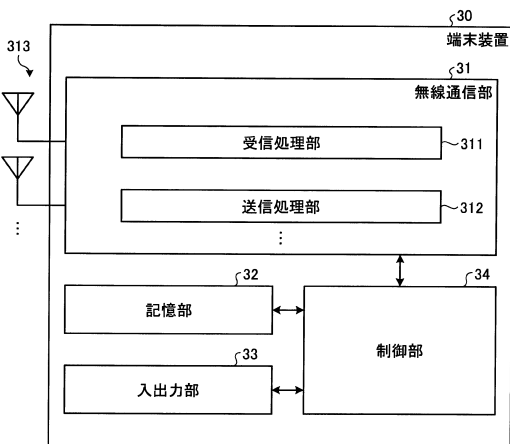 30
端末装置
313
31
無線通信部
受信処理部
311
送信処理部
312
⋮
⋮
32
記憶部
34
制御部
33
入出力部